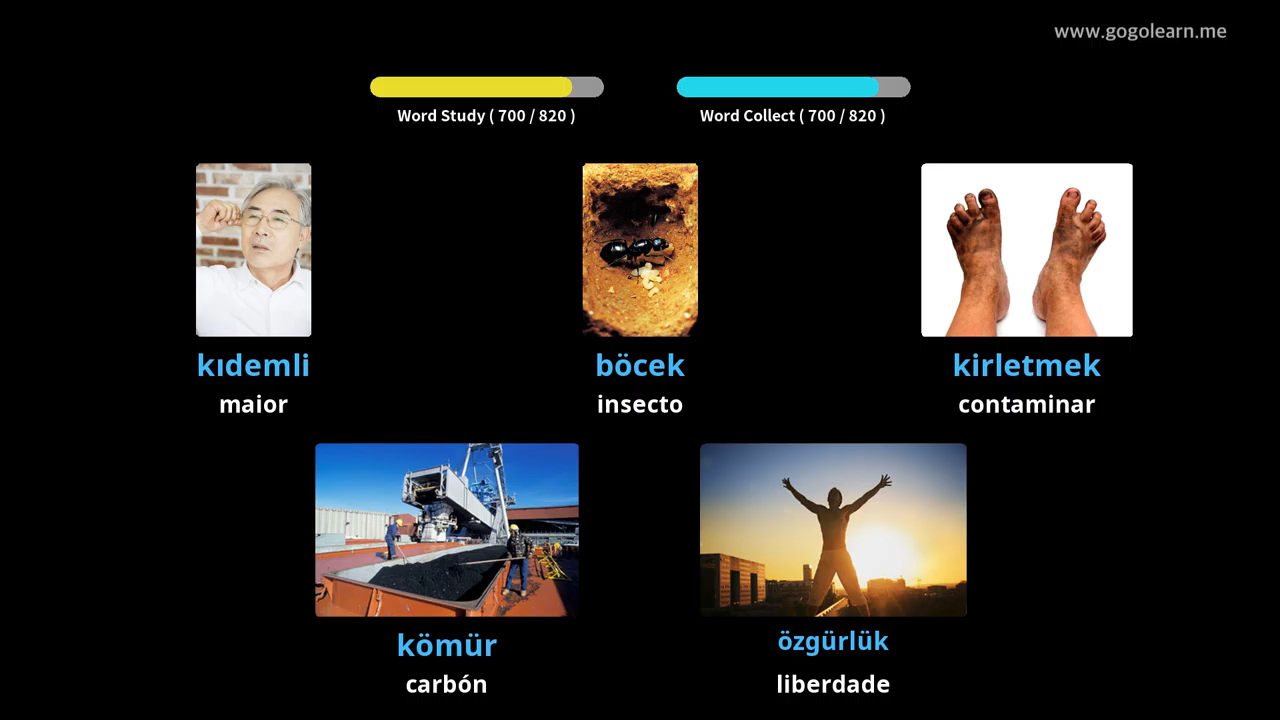 www.gogolearn.me
Word Study ( 700 / 820 )
Word Collect ( 700 / 820 )
kıdemli
maior
böcek
insecto
kirletmek
contaminar
kömür
carbón
özgürlük
liberdade